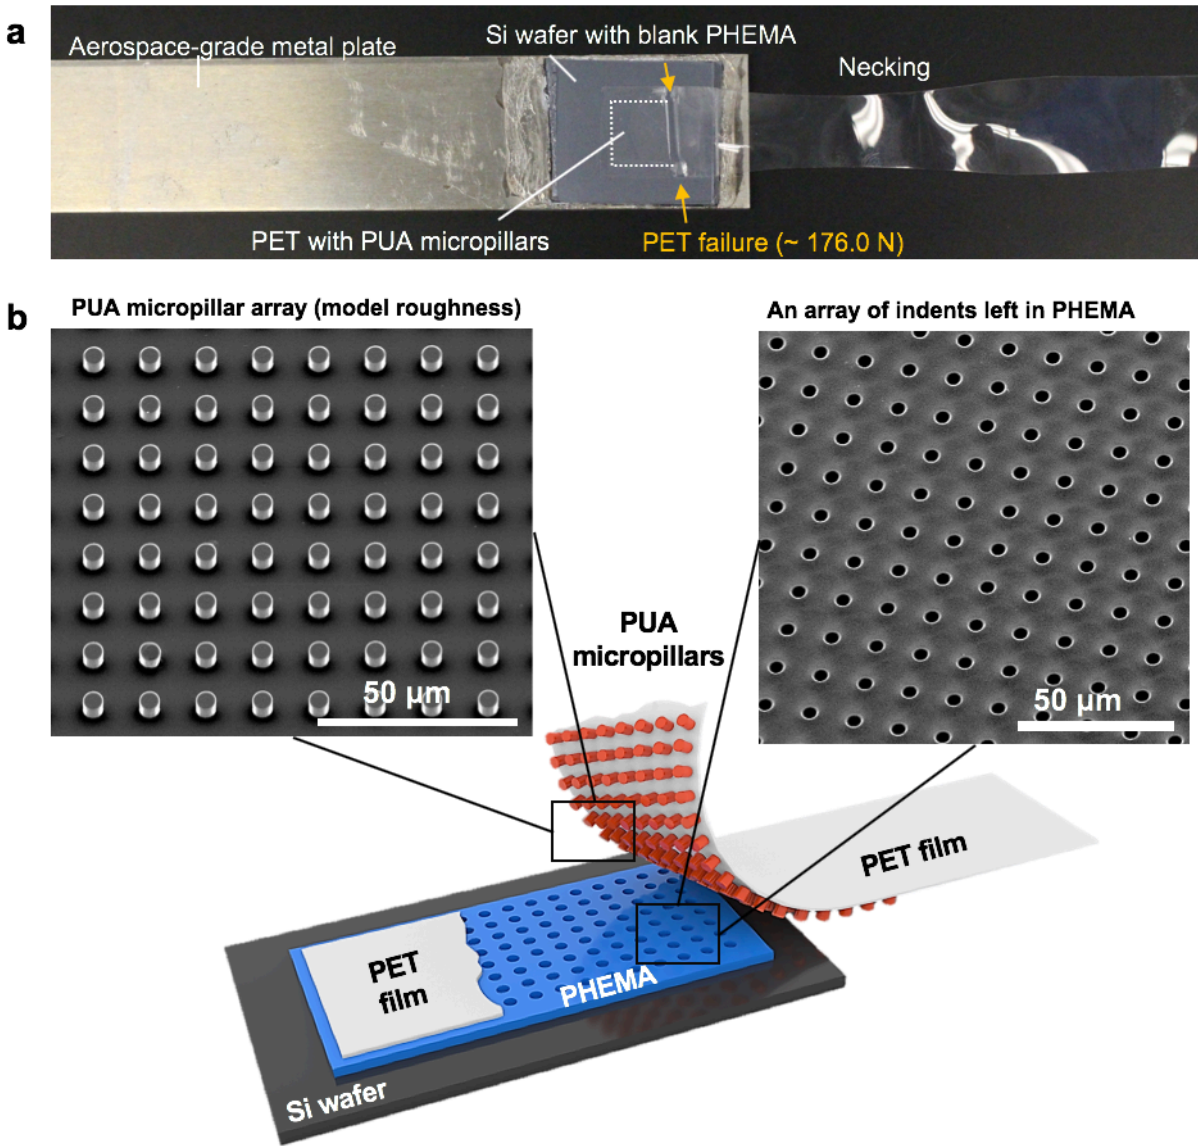 a
Aerospace-grade metal plate
Si wafer with blank PHEMA
Necking
PET with PUA micropillars
PET failure (~ 176.0 N)
b
PUA micropillar array (model roughness)
An array of indents left in PHEMA
50 μm
50 μm
PUA
micropillars
PET film
PET
film
PHEMA
Si wafer